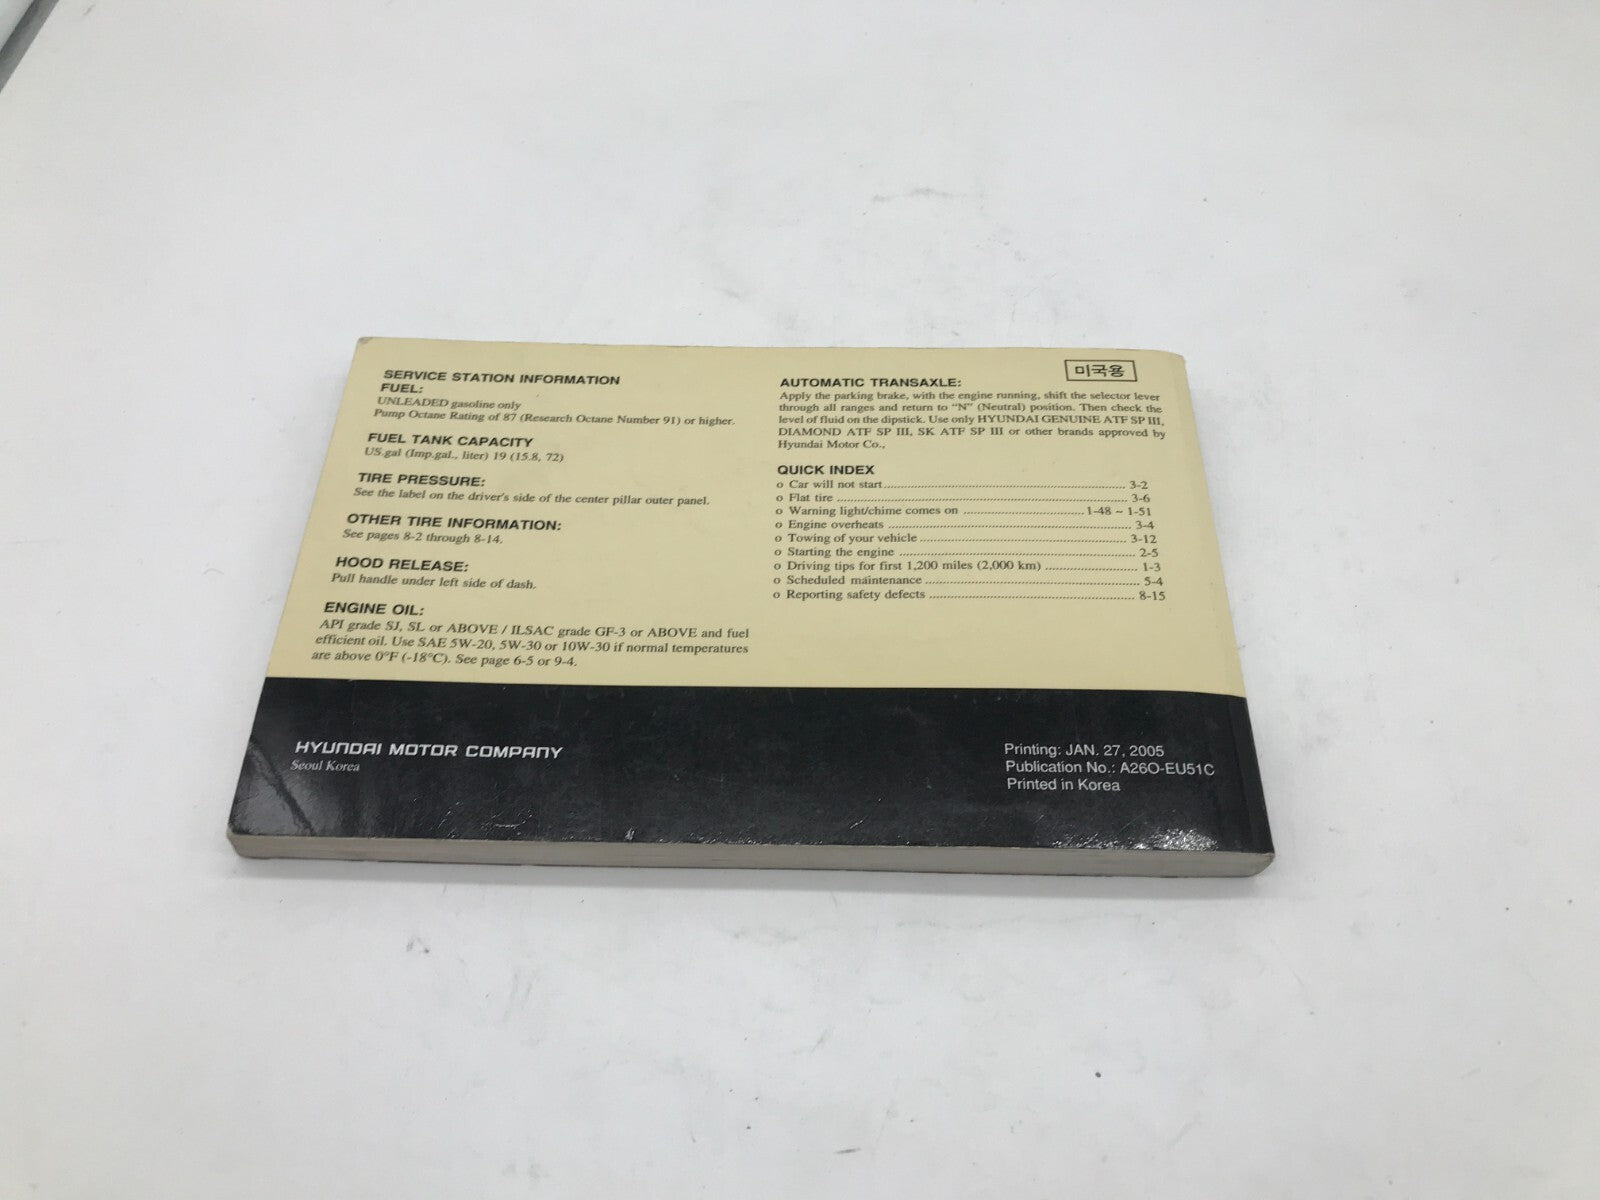 SERVICE STATION INFORMATION
FUEL:
UNLEADED gasoline only
Pump Octane Rating of 87 (Research Octane Number 91) or higher.
FUEL TANK CAPACITY
US.gal (Imp.gal., liter) 19 (15.8, 72)
TIRE PRESSURE:
See the label on the driver's side of the center pillar outer panel.
OTHER TIRE INFORMATION:
See pages 8-2 through 8-14.
HOOD RELEASE:
Pull handle under left side of dash.
ENGINE OIL:
API grade SJ, SL or ABOVE / ILSAC grade GF-3 or ABOVE and fuel
efficient oil. Use SAE 5W-20, 5W-30 or 10W-30 if normal temperatures
are above 0°F (-18°C). See page 6-5 or 9-4.
미국용
AUTOMATIC TRANSAXLE:
Apply the parking brake, with the engine running, shift the selector lever
through all ranges and return to "N" (Neutral) position. Then check the
level of fluid on the dipstick. Use only HYUNDAI GENUINE ATF SP III,
DIAMOND ATF SP III, SK ATF SP III or other brands approved by
Hyundai Motor Co.,
QUICK INDEX
o Car will not start ........ 3-2
o Flat tire ........ 3-6
o Warning light/chime comes on ........ 1-48 ~ 1-51
o Engine overheats ........ 3-4
o Towing of your vehicle ........ 3-12
o Starting the engine ........ 2-5
o Driving tips for first 1,200 miles (2,000 km) ........ 1-3
o Scheduled maintenance ........ 5-4
o Reporting safety defects ........ 8-15
HYUNDAI MOTOR COMPANY
Seoul Korea
Printing: JAN. 27, 2005
Publication No.: A26O-EU51C
Printed in Korea